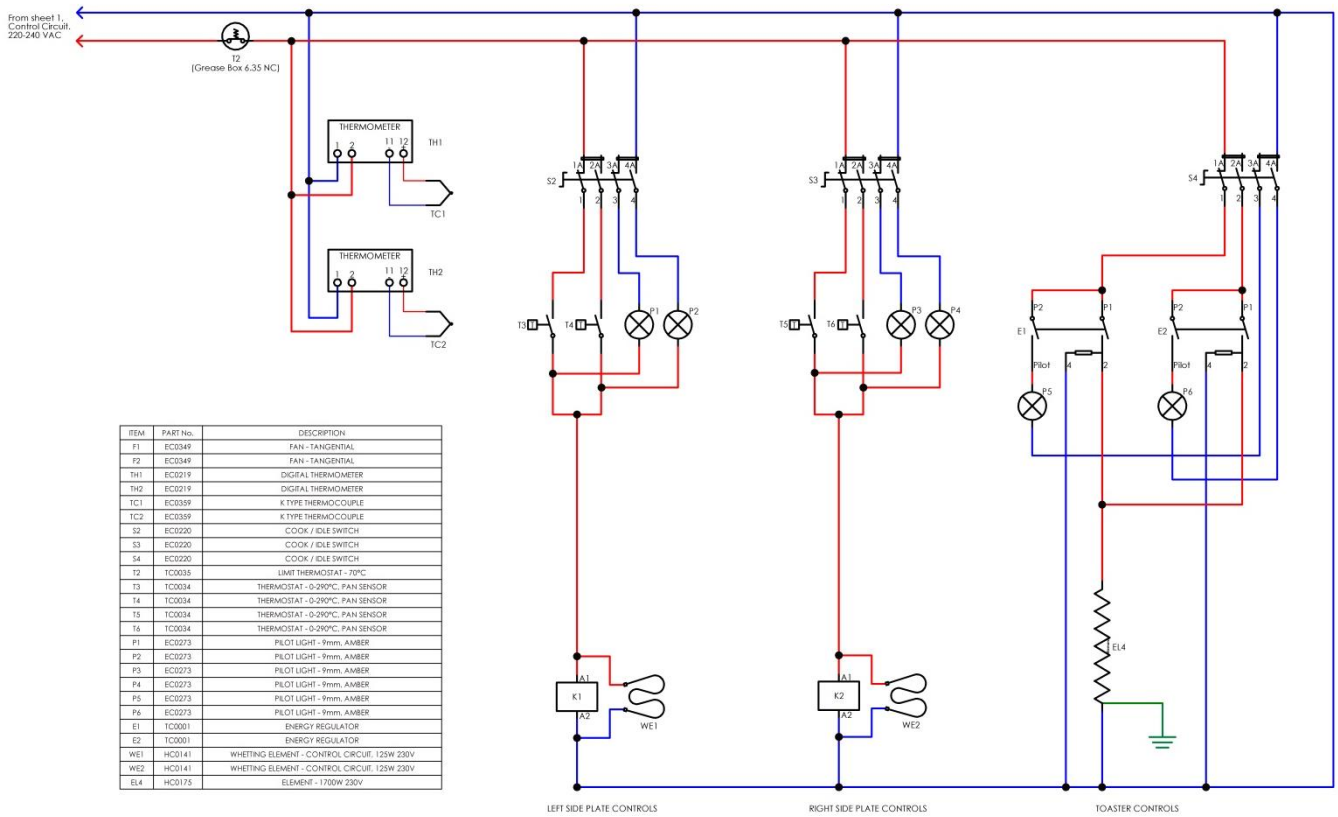 From sheet 1.
Control Circuit.
220-240 VAC
T2
(Grease Box 6.35 NC)
THERMOMETER
1 2 11 12
TH1
TC1
THERMOMETER
1 2 11 12
TH2
TC2
S2
1A 2A 3A 4A
1 2 3 4
T3 T4 P1 P2
S3
1A 2A 3A 4A
1 2 3 4
T5 T6 P3 P4
S4
1A 2A 3A 4A
1 2 3 4
P2 P1 P2 P1
E1 E2
Pilot 4 2 Pilot 4 2
P5 P6
EL4
A1
K1
A2
WE1
A1
K2
A2
WE2
ITEM PART No. DESCRIPTION
F1 EC0349 FAN - TANGENTIAL
F2 EC0349 FAN - TANGENTIAL
TH1 EC0219 DIGITAL THERMOMETER
TH2 EC0219 DIGITAL THERMOMETER
TC1 EC0359 K TYPE THERMOCOUPLE
TC2 EC0359 K TYPE THERMOCOUPLE
S2 EC0220 COOK / IDLE SWITCH
S3 EC0220 COOK / IDLE SWITCH
S4 EC0220 COOK / IDLE SWITCH
T2 TC0035 LIMIT THERMOSTAT - 70°C
T3 TC0034 THERMOSTAT - 0-290°C, PAN SENSOR
T4 TC0034 THERMOSTAT - 0-290°C, PAN SENSOR
T5 TC0034 THERMOSTAT - 0-290°C, PAN SENSOR
T6 TC0034 THERMOSTAT - 0-290°C, PAN SENSOR
P1 EC0273 PILOT LIGHT - 9mm, AMBER
P2 EC0273 PILOT LIGHT - 9mm, AMBER
P3 EC0273 PILOT LIGHT - 9mm, AMBER
P4 EC0273 PILOT LIGHT - 9mm, AMBER
P5 EC0273 PILOT LIGHT - 9mm, AMBER
P6 EC0273 PILOT LIGHT - 9mm, AMBER
E1 TC0001 ENERGY REGULATOR
E2 TC0001 ENERGY REGULATOR
WE1 HC0141 WHETTING ELEMENT - CONTROL CIRCUIT, 125W 230V
WE2 HC0141 WHETTING ELEMENT - CONTROL CIRCUIT, 125W 230V
EL4 HC0175 ELEMENT - 1700W 230V
LEFT SIDE PLATE CONTROLS
RIGHT SIDE PLATE CONTROLS
TOASTER CONTROLS